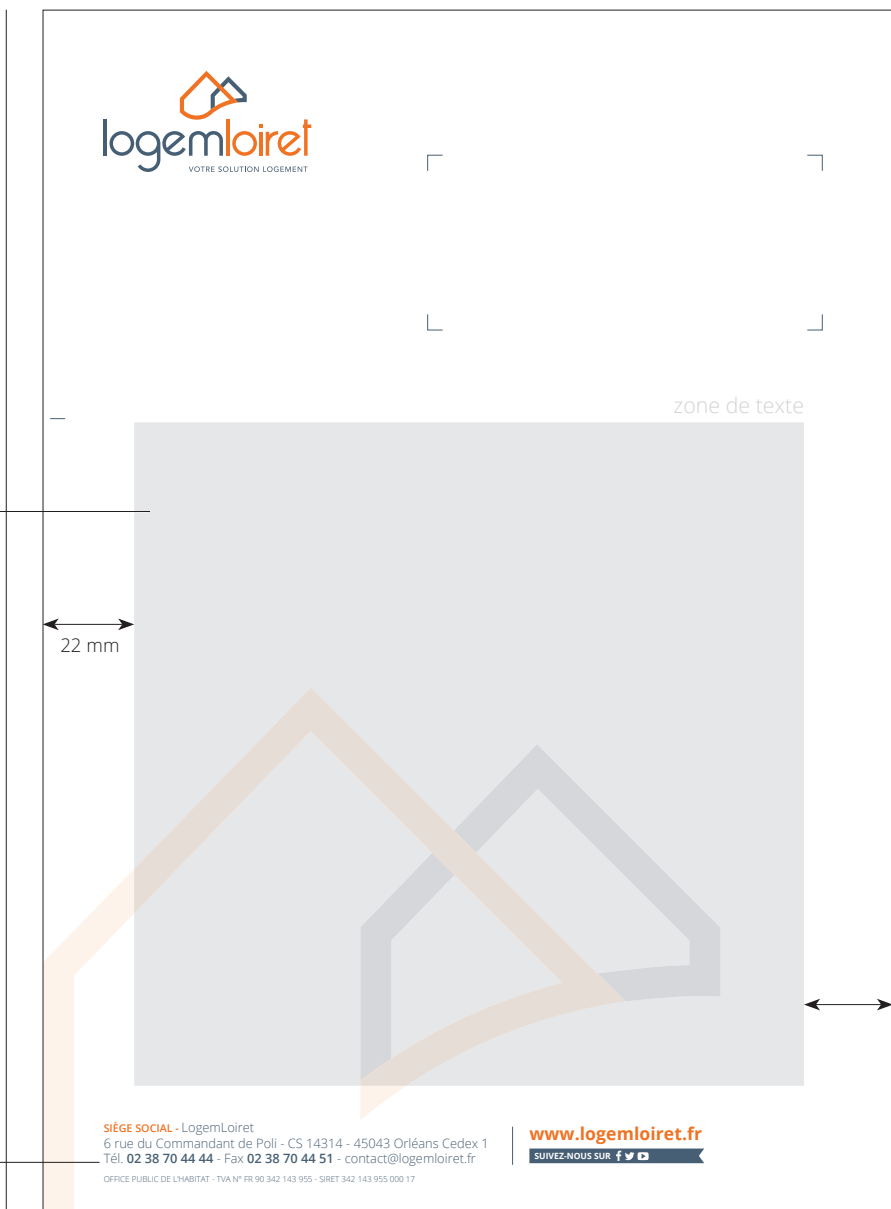 logemloiret
VOTRE SOLUTION LOGEMENT
zone de texte
22 mm
SIÈGE SOCIAL - LogemLoiret
6 rue du Commandant de Poli - CS 14314 - 45043 Orléans Cedex 1
Tél. 02 38 70 44 44 - Fax 02 38 70 44 51 - contact@logemloiret.fr
OFFICE PUBLIC DE L'HABITAT - TVA N° FR 90 342 143 955 - SIRET 342 143 955 000 17
www.logemloiret.fr
SUIVEZ-NOUS SUR